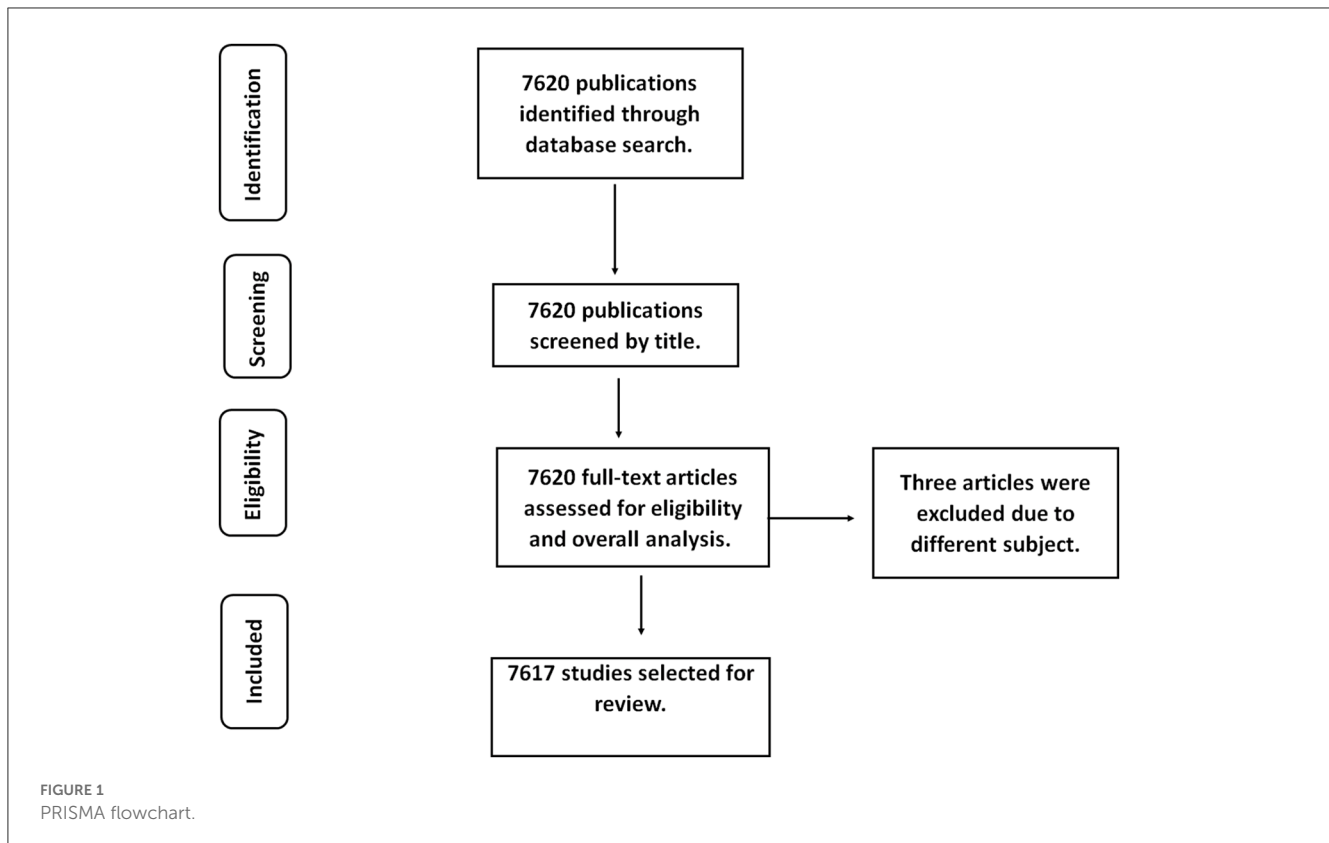 Identification
7620 publications
identified through
database search.
Screening
7620 publications
screened by title.
Eligibility
7620 full-text articles
assessed for eligibility
and overall analysis.
Three articles were
excluded due to
different subject.
Included
7617 studies selected for
review.
FIGURE 1
PRISMA flowchart.